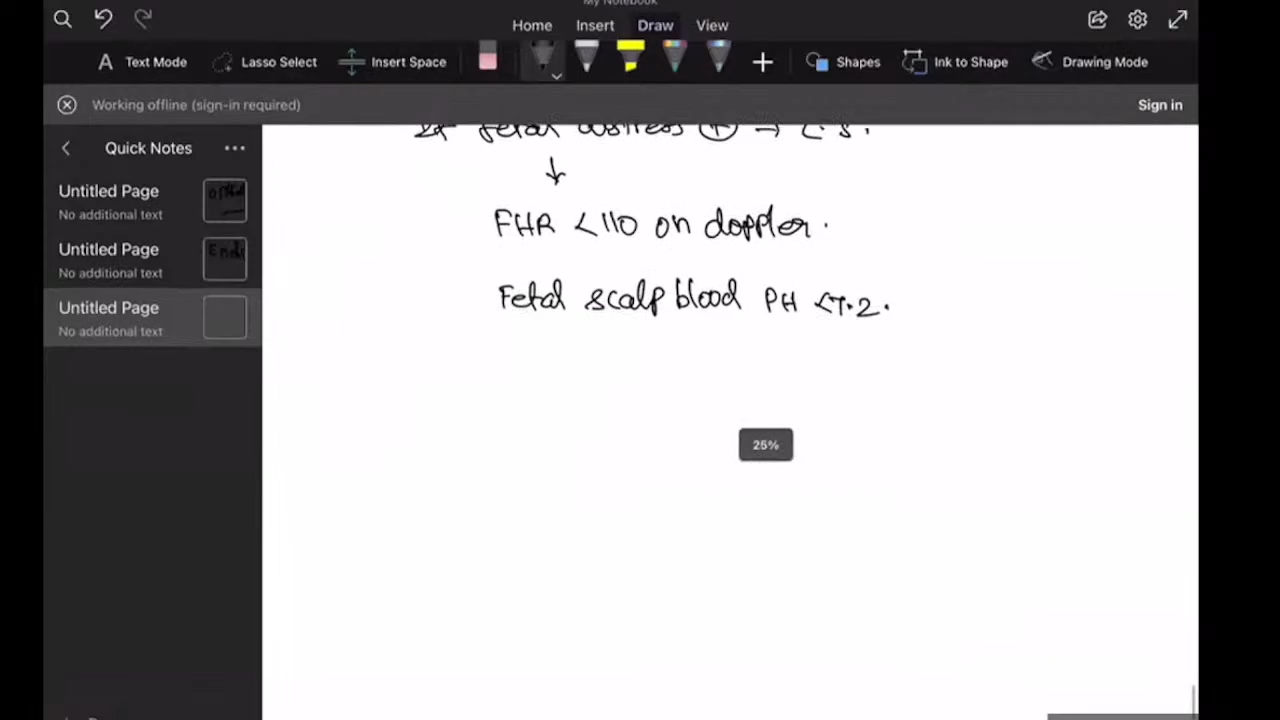 My Notebook
Home Insert Draw View
A Text Mode Lasso Select Insert Space Shapes Ink to Shape Drawing Mode
Working offline (sign-in required) Sign in
Quick Notes
Untitled Page
No additional text
Untitled Page
No additional text
Untitled Page
No additional text
If fetal distress (+) → C.S.
↓
FHR <110 on doppler.
Fetal scalp blood PH <7.2.
25%